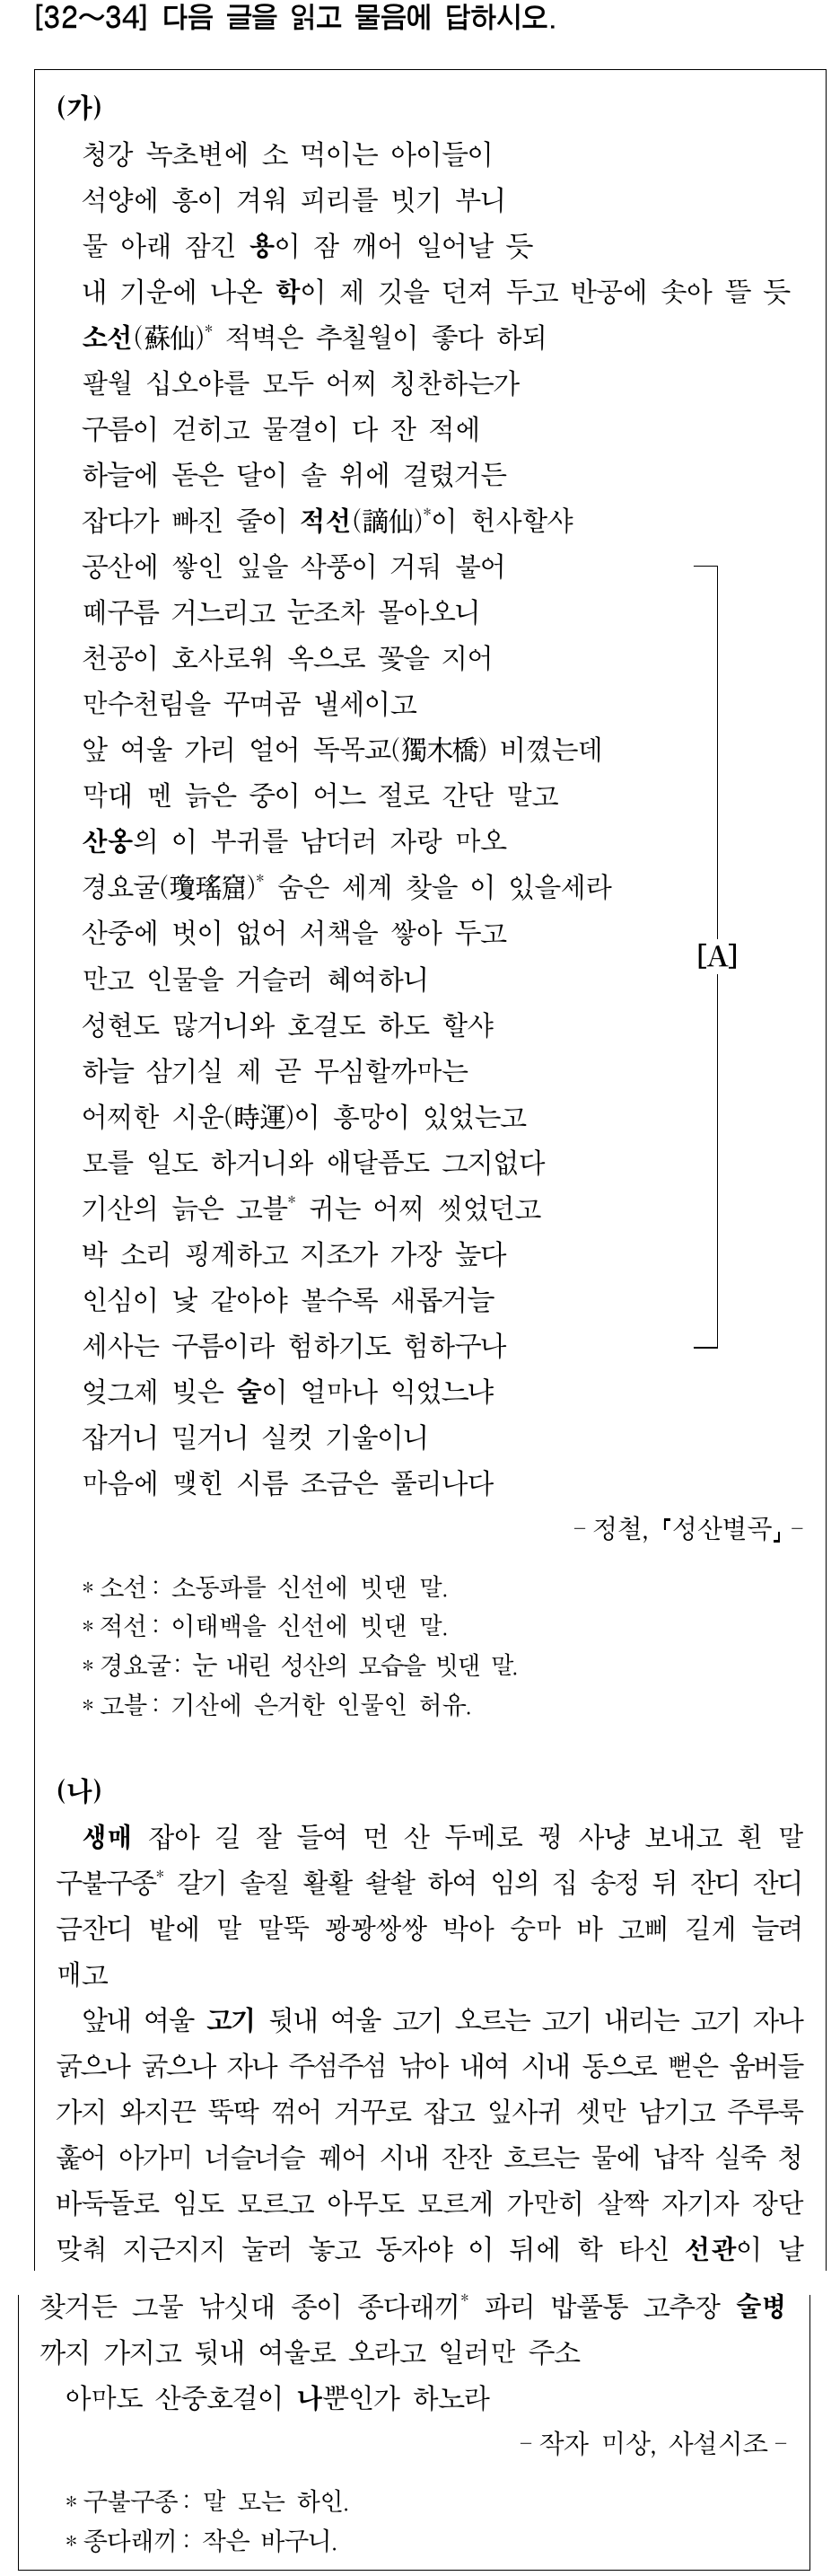 [32～34] 다음 글을 읽고 물음에 답하시오.
(가)
청강 녹초변에 소 먹이는 아이들이
석양에 흥이 겨워 피리를 빗기 부니
물 아래 잠긴 용이 잠 깨어 일어날 듯
내 기운에 나온 학이 제 깃을 던져 두고 반공에 솟아 뜰 듯
소선(蘇仙)* 적벽은 추칠월이 좋다 하되
팔월 십오야를 모두 어찌 칭찬하는가
구름이 걷히고 물결이 다 잔 적에
하늘에 돋은 달이 솔 위에 걸렸거든
잡다가 빠진 줄이 적선(謫仙)*이 헌사할샤
공산에 쌓인 잎을 삭풍이 거둬 불어
떼구름 거느리고 눈조차 몰아오니
천공이 호사로워 옥으로 꽃을 지어
만수천림을 꾸며곰 낼세이고
앞 여울 가리 얼어 독목교(獨木橋) 비꼈는데
막대 멘 늙은 중이 어느 절로 간단 말고
산옹의 이 부귀를 남더러 자랑 마오
경요굴(瓊瑤窟)* 숨은 세계 찾을 이 있을세라
산중에 벗이 없어 서책을 쌓아 두고
만고 인물을 거슬러 혜여하니
성현도 많거니와 호걸도 하도 할샤
하늘 삼기실 제 곧 무심할까마는
어찌한 시운(時運)이 흥망이 있었는고
모를 일도 하거니와 애달픔도 그지없다
기산의 늙은 고블* 귀는 어찌 씻었던고
박 소리 핑계하고 지조가 가장 높다
인심이 낯 같아야 볼수록 새롭거늘
세사는 구름이라 험하기도 험하구나
엊그제 빚은 술이 얼마나 익었느냐
잡거니 밀거니 실컷 기울이니
마음에 맺힌 시름 조금은 풀리나다
[A]
- 정철, 「성산별곡」 -
* 소선 : 소동파를 신선에 빗댄 말.
* 적선 : 이태백을 신선에 빗댄 말.
* 경요굴 : 눈 내린 성산의 모습을 빗댄 말.
* 고블 : 기산에 은거한 인물인 허유.
(나)
생매 잡아 길 잘 들여 먼 산 두메로 꿩 사냥 보내고 흰 말
구불구종* 갈기 솔질 활활 솰솰 하여 임의 집 송정 뒤 잔디 잔디
금잔디 밭에 말 말뚝 꽝꽝쌍쌍 박아 숭마 바 고삐 길게 늘려
매고
앞내 여울 고기 뒷내 여울 고기 오르는 고기 내리는 고기 자나
굵으나 굵으나 자나 주섬주섬 낚아 내여 시내 동으로 뻗은 움버들
가지 와지끈 뚝딱 꺾어 거꾸로 잡고 잎사귀 셋만 남기고 주루룩
훑어 아가미 너슬너슬 꿰어 시내 잔잔 흐르는 물에 납작 실죽 청
바둑돌로 임도 모르고 아무도 모르게 가만히 살짝 자기자 장단
맞춰 지근지지 눌러 놓고 동자야 이 뒤에 학 타신 선관이 날
찾거든 그물 낚싯대 종이 종다래끼* 파리 밥풀통 고추장 술병
까지 가지고 뒷내 여울로 오라고 일러만 주소
아마도 산중호걸이 나뿐인가 하노라
- 작자 미상, 사설시조 -
* 구불구종 : 말 모는 하인.
* 종다래끼 : 작은 바구니.